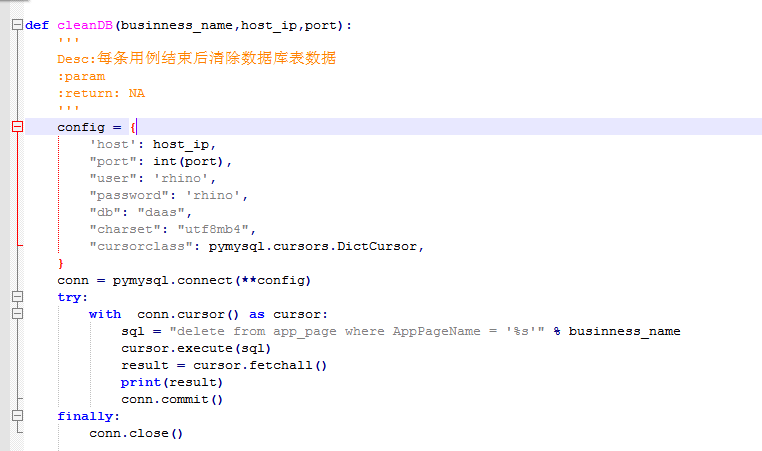 def cleanDB(businness_name,host_ip,port):
    '''
    Desc:每条用例结束后清除数据库表数据
    :param
    :return: NA
    '''
    config = {
        'host': host_ip,
        "port": int(port),
        "user": 'rhino',
        "password": 'rhino',
        "db": "daas",
        "charset": "utf8mb4",
        "cursorclass": pymysql.cursors.DictCursor,
    }
    conn = pymysql.connect(**config)
    try:
        with  conn.cursor() as cursor:
            sql = "delete from app_page where AppPageName = '%s'" % businness_name
            cursor.execute(sql)
            result = cursor.fetchall()
            print(result)
            conn.commit()
    finally:
        conn.close()